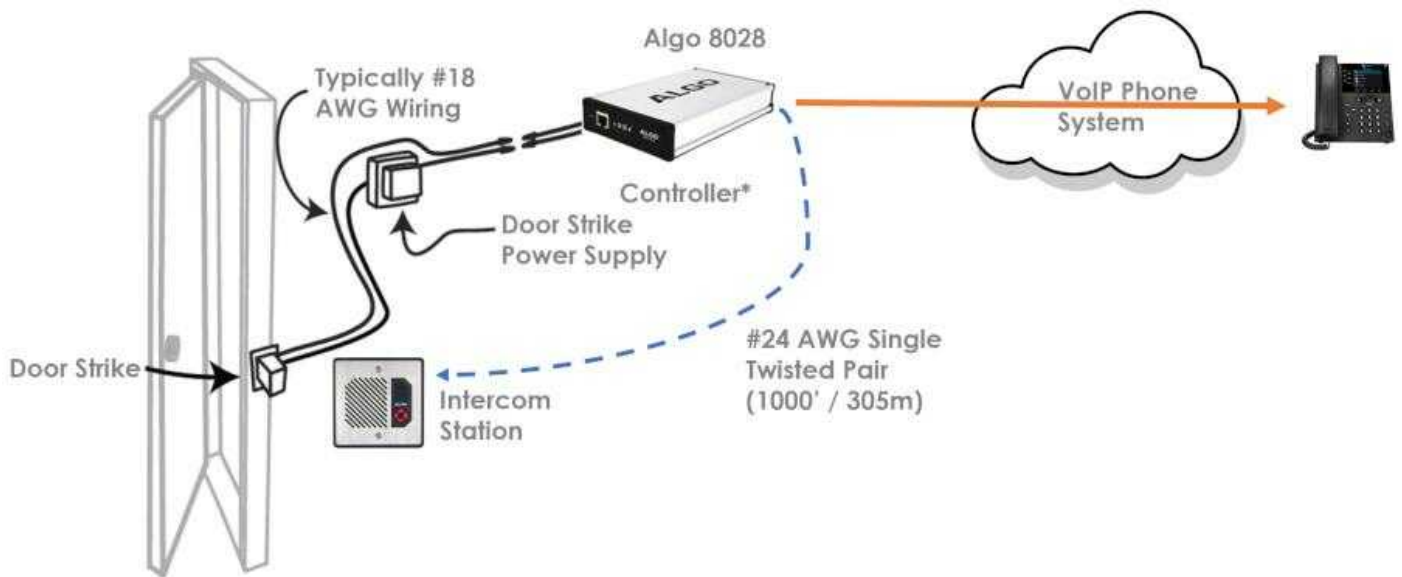 Algo 8028
Typically #18
AWG Wiring
ALGO
ALGO
VoIP Phone
System
Controller*
Door Strike
Power Supply
#24 AWG Single
Twisted Pair
(1000' / 305m)
Door Strike
Intercom
Station